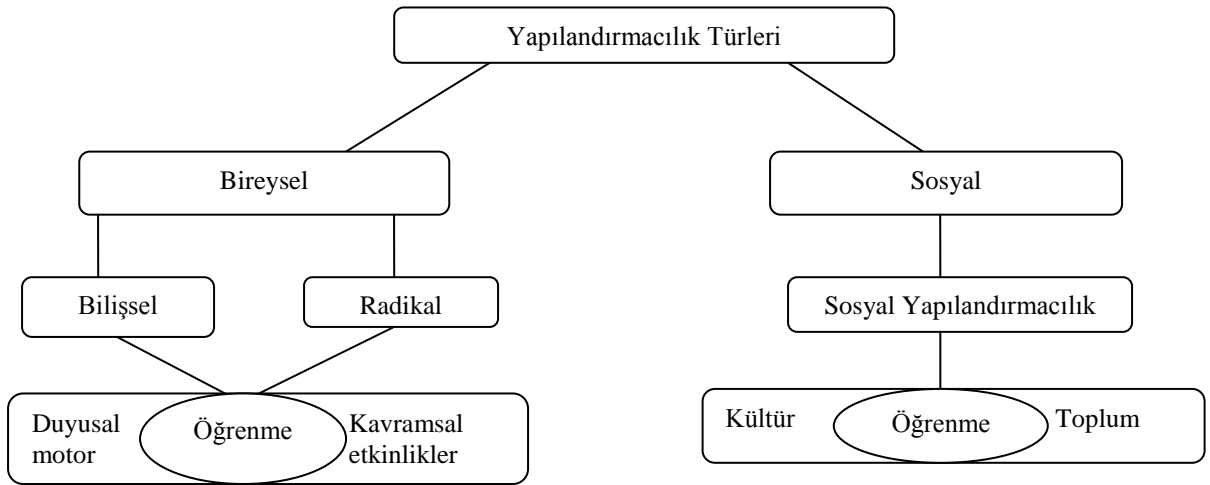 Yapılandırmacılık Türleri
Bireysel
Sosyal
Bilişsel
Radikal
Sosyal Yapılandırmacılık
Duyusal
motor
Öğrenme
Kavramsal
etkinlikler
Kültür
Öğrenme
Toplum